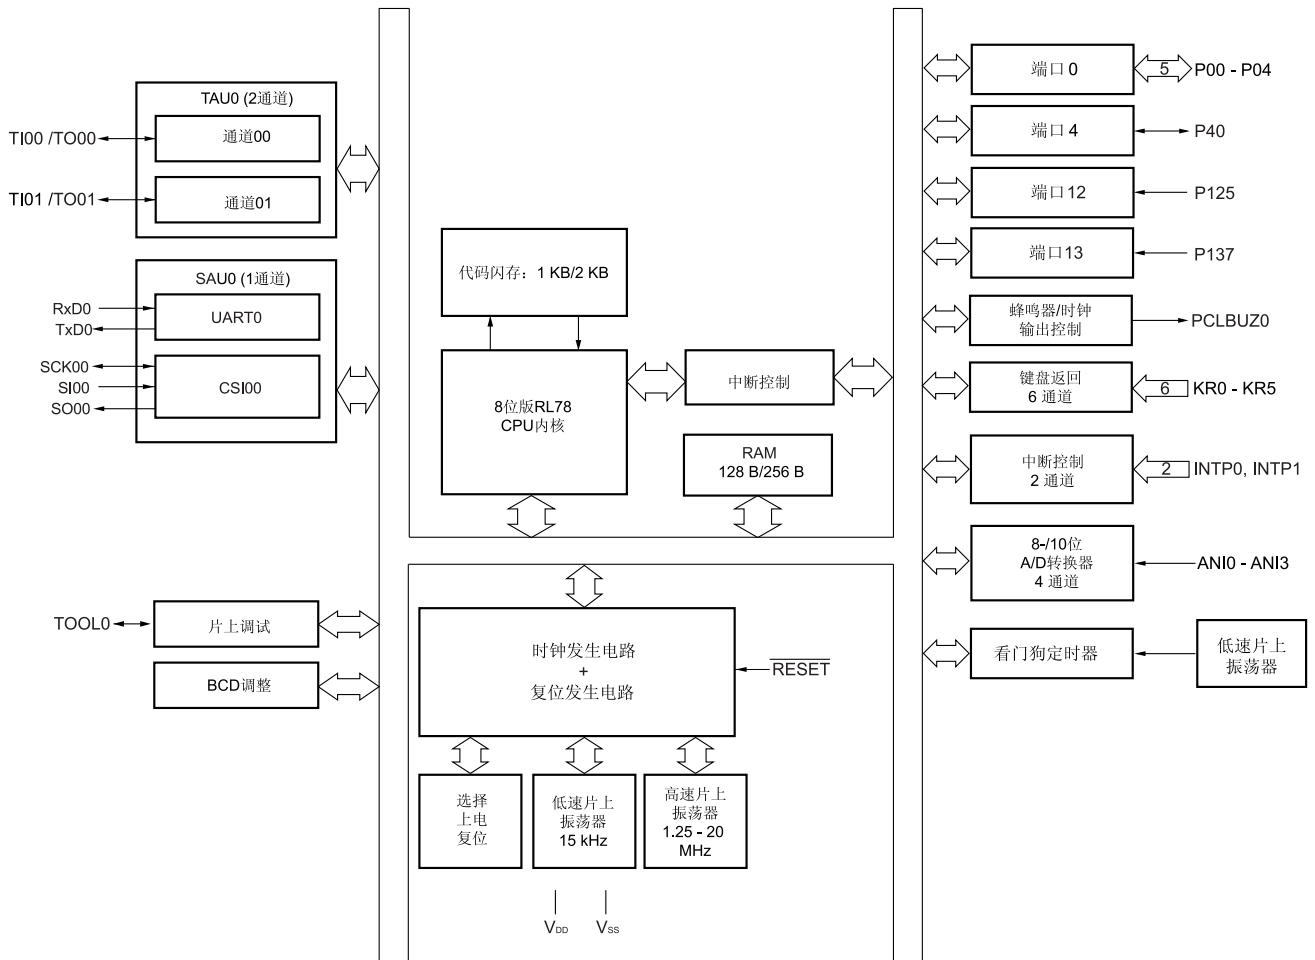 TAU0 (2通道)
TI00 /TO00
通道00
TI01 /TO01
通道01
SAU0 (1通道)
RxD0
TxD0
UART0
SCK00
SI00
SO00
CSI00
TOOL0
片上调试
BCD调整
代码闪存：1 KB/2 KB
8位版RL78
CPU内核
中断控制
RAM
128 B/256 B
时钟发生电路
+
复位发生电路
RESET
选择
上电
复位
低速片上
振荡器
15 kHz
高速片上
振荡器
1.25 - 20
MHz
VDD
VSS
端口 0
5
P00 - P04
端口 4
P40
端口 12
P125
端口13
P137
蜂鸣器/时钟
输出控制
PCLBUZ0
键盘返回
6 通道
6
KR0 - KR5
中断控制
2 通道
2
INTP0, INTP1
8-/10位
A/D转换器
4 通道
ANI0 - ANI3
看门狗定时器
低速片上
振荡器